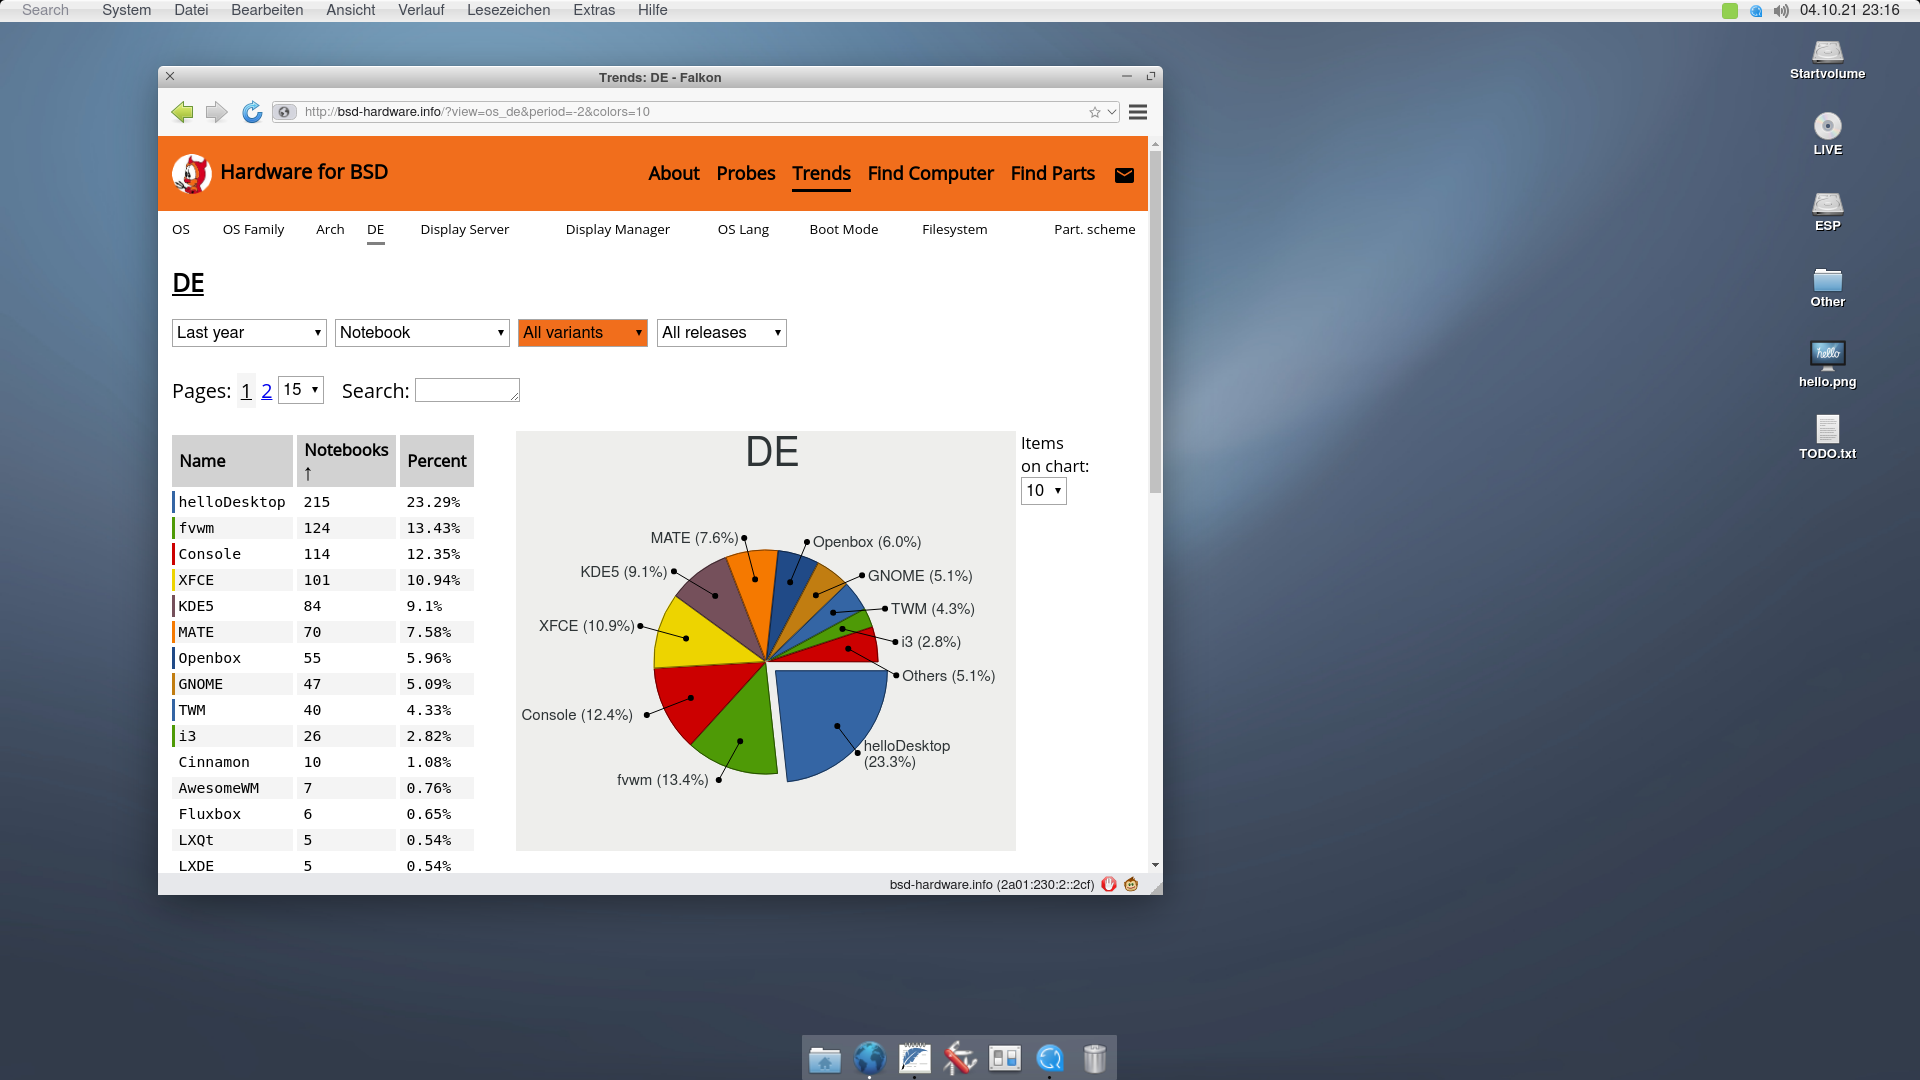 Search System Datei Bearbeiten Ansicht Verlauf Lesezeichen Extras Hilfe 04.10.21 23:16
Trends: DE - Falkon
http://bsd-hardware.info/?view=os_de&period=-2&colors=10
Hardware for BSD About Probes Trends Find Computer Find Parts
OS OS Family Arch DE Display Server Display Manager OS Lang Boot Mode Filesystem Part. scheme
DE
Last year Notebook All variants All releases
Pages: 1 2 15 Search:
Name Notebooks ↑ Percent
helloDesktop 215 23.29%
fvwm 124 13.43%
Console 114 12.35%
XFCE 101 10.94%
KDE5 84 9.1%
MATE 70 7.58%
Openbox 55 5.96%
GNOME 47 5.09%
TWM 40 4.33%
i3 26 2.82%
Cinnamon 10 1.08%
AwesomeWM 7 0.76%
Fluxbox 6 0.65%
LXQt 5 0.54%
LXDE 5 0.54%
DE
MATE (7.6%)
Openbox (6.0%)
KDE5 (9.1%)
GNOME (5.1%)
TWM (4.3%)
XFCE (10.9%)
i3 (2.8%)
Others (5.1%)
Console (12.4%)
helloDesktop
(23.3%)
fvwm (13.4%)
Items
on chart:
10
bsd-hardware.info (2a01:230:2::2cf)
Startvolume
LIVE
ESP
Other
hello
hello.png
TODO.txt